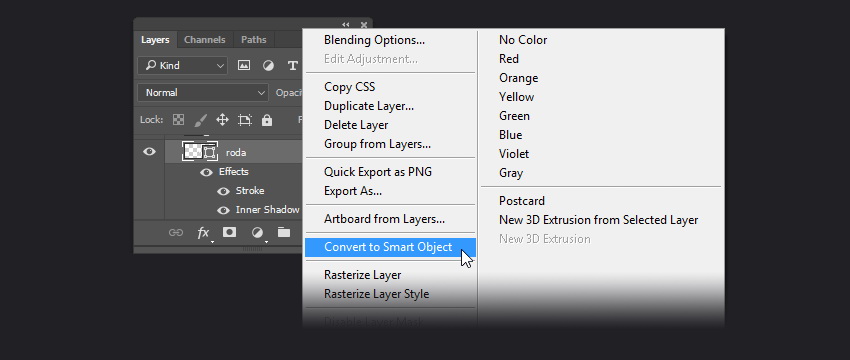 Layers Channels Paths
Kind
Normal
Opaci
Lock:
F
roda
Effects
Stroke
Inner Shadow
fx
Blending Options...
Edit Adjustment...
Copy CSS
Duplicate Layer...
Delete Layer
Group from Layers...
Quick Export as PNG
Export As...
Artboard from Layers...
Convert to Smart Object
Rasterize Layer
Rasterize Layer Style
No Color
Red
Orange
Yellow
Green
Blue
Violet
Gray
Postcard
New 3D Extrusion from Selected Layer
New 3D Extrusion